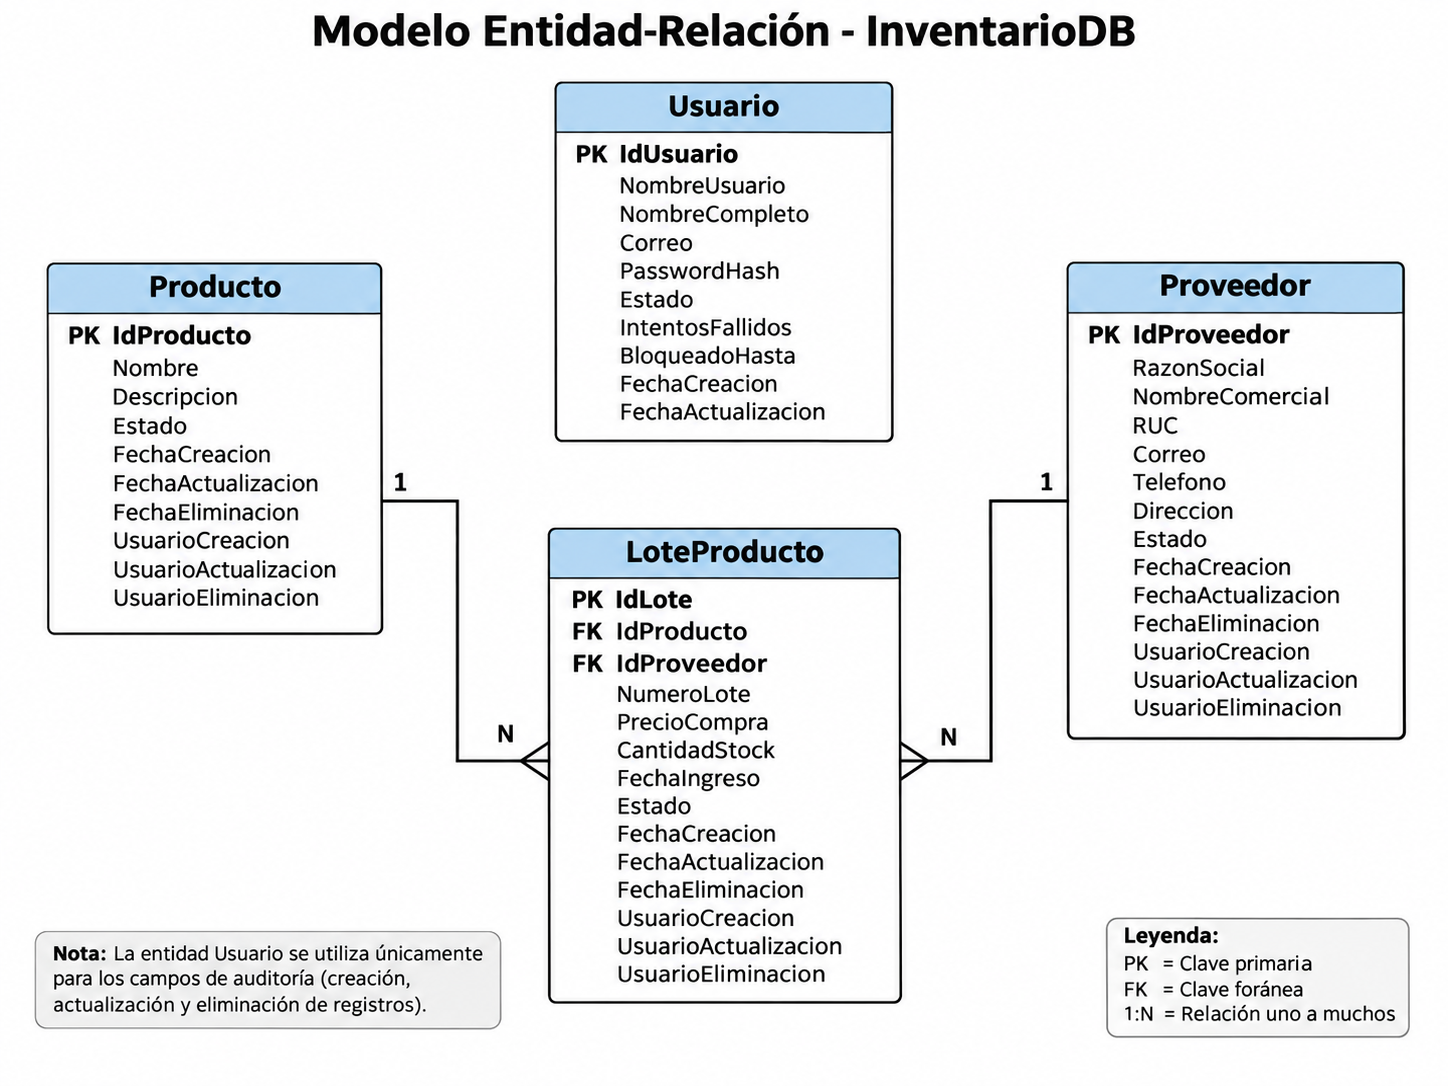 Modelo Entidad-Relación - InventarioDB
Usuario
PK IdUsuario
NombreUsuario
NombreCompleto
Correo
PasswordHash
Estado
IntentosFallidos
BloqueadoHasta
FechaCreacion
FechaActualizacion
Producto
PK IdProducto
Nombre
Descripcion
Estado
FechaCreacion
FechaActualizacion
FechaEliminacion
UsuarioCreacion
UsuarioActualizacion
UsuarioEliminacion
1
N
Proveedor
PK IdProveedor
RazonSocial
NombreComercial
RUC
Correo
Telefono
Direccion
Estado
FechaCreacion
FechaActualizacion
FechaEliminacion
UsuarioCreacion
UsuarioActualizacion
UsuarioEliminacion
1
N
LoteProducto
PK IdLote
FK IdProducto
FK IdProveedor
NumeroLote
PrecioCompra
CantidadStock
FechaIngreso
Estado
FechaCreacion
FechaActualizacion
FechaEliminacion
UsuarioCreacion
UsuarioActualizacion
UsuarioEliminacion
Nota: La entidad Usuario se utiliza únicamente
para los campos de auditoría (creación,
actualización y eliminación de registros).
Leyenda:
PK = Clave primaria
FK = Clave foránea
1:N = Relación uno a muchos